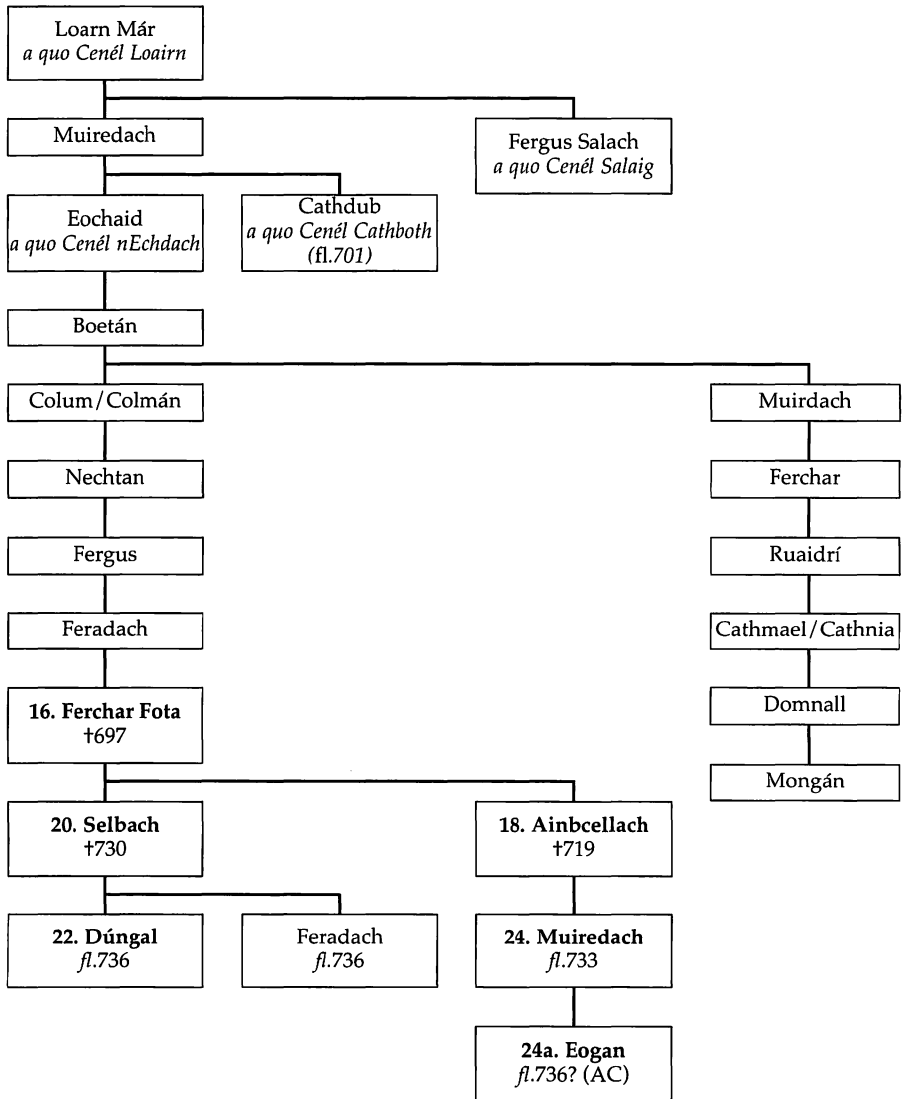 Loarn Már
a quo Cenél Loairn
Muiredach
Fergus Salach
a quo Cenél Salaig
Eochaid
a quo Cenél nEchdach
Cathdub
a quo Cenél Cathboth
(fl.701)
Boetán
Colum/Colmán
Muirdach
Nechtan
Ferchar
Fergus
Ruaidrí
Feradach
Cathmael/Cathnia
16. Ferchar Fota
†697
Domnall
Mongán
20. Selbach
†730
18. Ainbcellach
†719
22. Dúngal
fl.736
Feradach
fl.736
24. Muiredach
fl.733
24a. Eogan
fl.736? (AC)